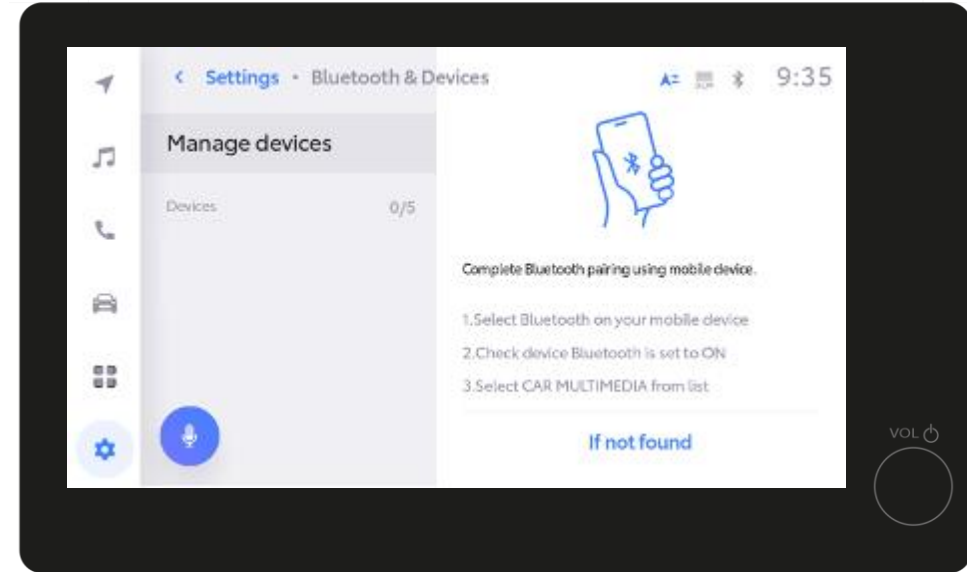 Settings • Bluetooth & Devices
9:35
Manage devices
Devices 0/5
Complete Bluetooth pairing using mobile device.
1.Select Bluetooth on your mobile device
2.Check device Bluetooth is set to ON
3.Select CAR MULTIMEDIA from list
If not found
VOL